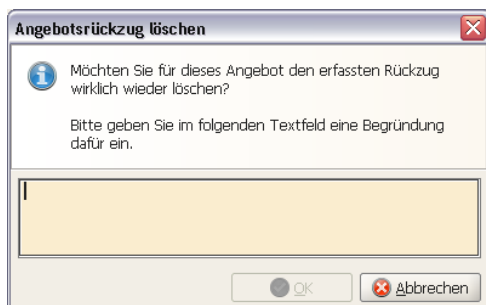 Angebotsrückzug löschen
Möchten Sie für dieses Angebot den erfassten Rückzug
wirklich wieder löschen?
Bitte geben Sie im folgenden Textfeld eine Begründung
dafür ein.
OK
Abbrechen